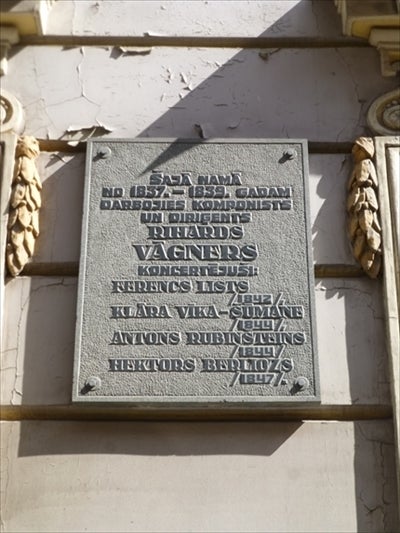 ŠAJĀ NAMĀ
NO 1837.–1839. GADAM
DARBOJIES KOMPONISTS
UN DIRIĢENTS
RIHARDS
VĀGNERS
KONCERTĒJUŠI:
FERENCS LISTS
/1842/,
KLĀRA VĪKA–ŠŪMANE
/1844/,
ANTONS RUBINŠTEINS
/1844/
HEKTORS BERLIOZS
/1847/.